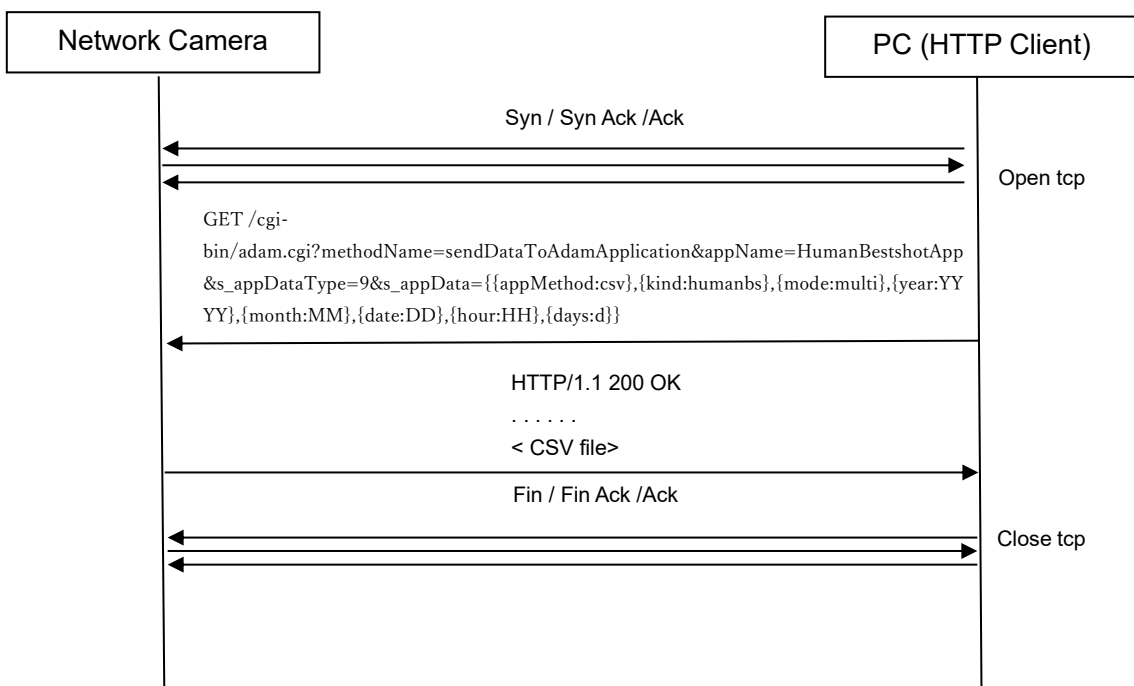 Network Camera
PC (HTTP Client)
Syn / Syn Ack /Ack
Open tcp
GET /cgi-
bin/adam.cgi?methodName=sendDataToAdamApplication&appName=HumanBestshotApp
&s_appDataType=9&s_appData={{appMethod:csv},{kind:humanbs},{mode:multi},{year:YY
YY},{month:MM},{date:DD},{hour:HH},{days:d}}
HTTP/1.1 200 OK
. . . . . .
< CSV file>
Fin / Fin Ack /Ack
Close tcp